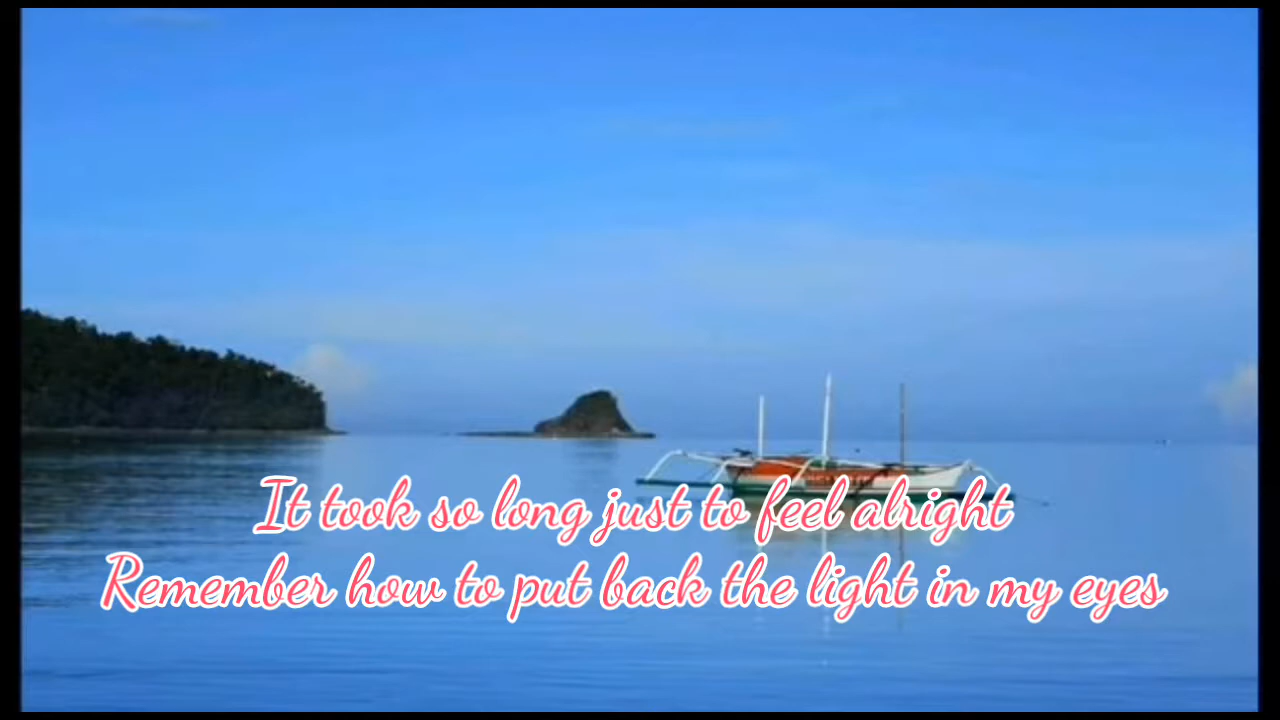 It took so long just to feel alright
Remember how to put back the light in my eyes